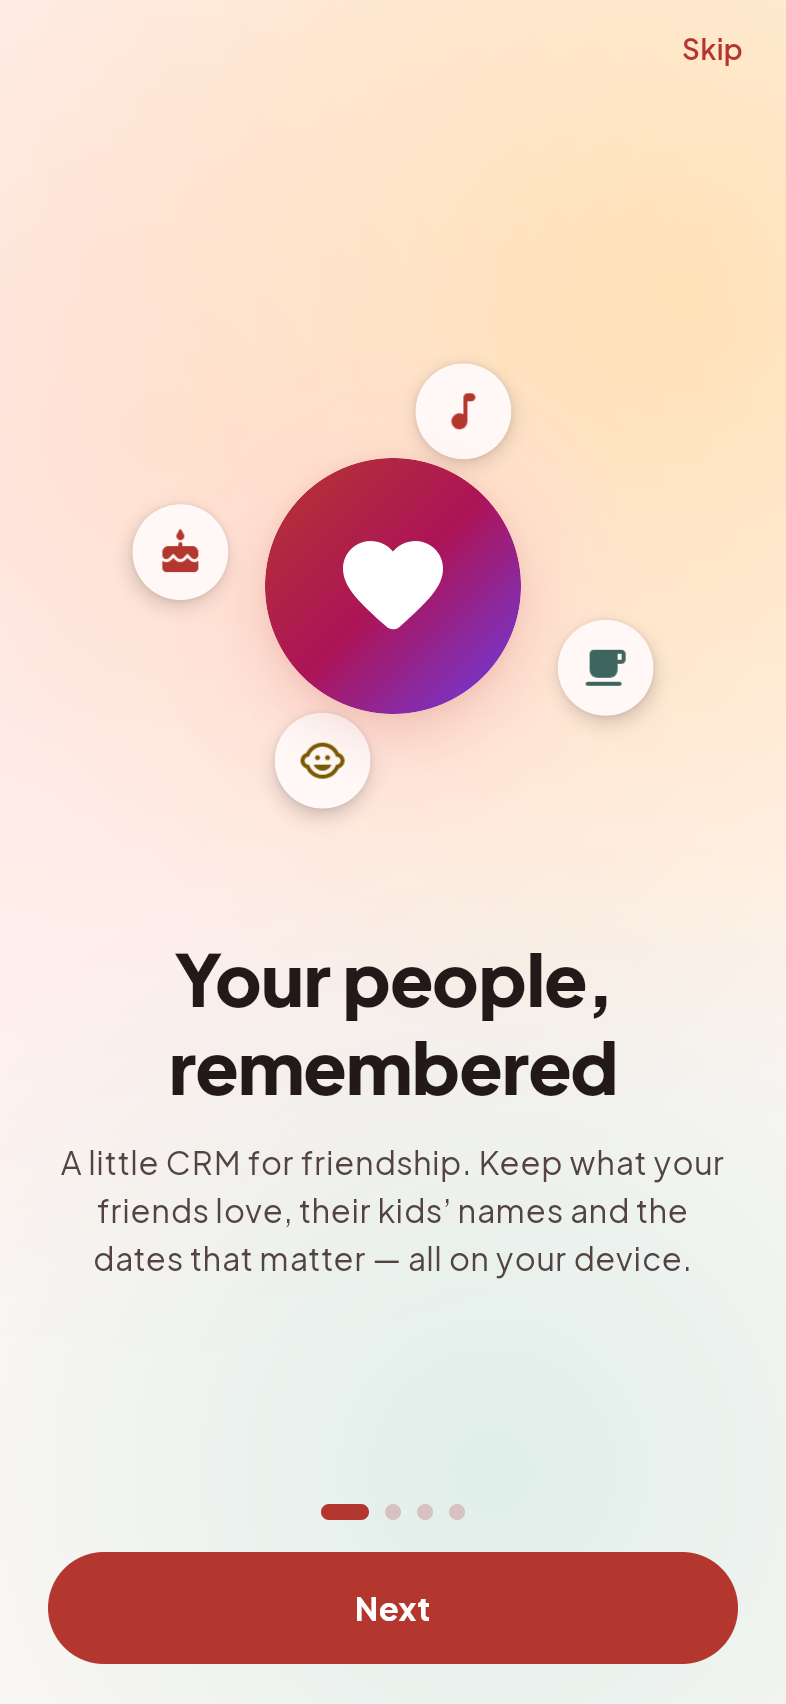 Skip
Your people,
remembered
A little CRM for friendship. Keep what your
friends love, their kids’ names and the
dates that matter — all on your device.
Next